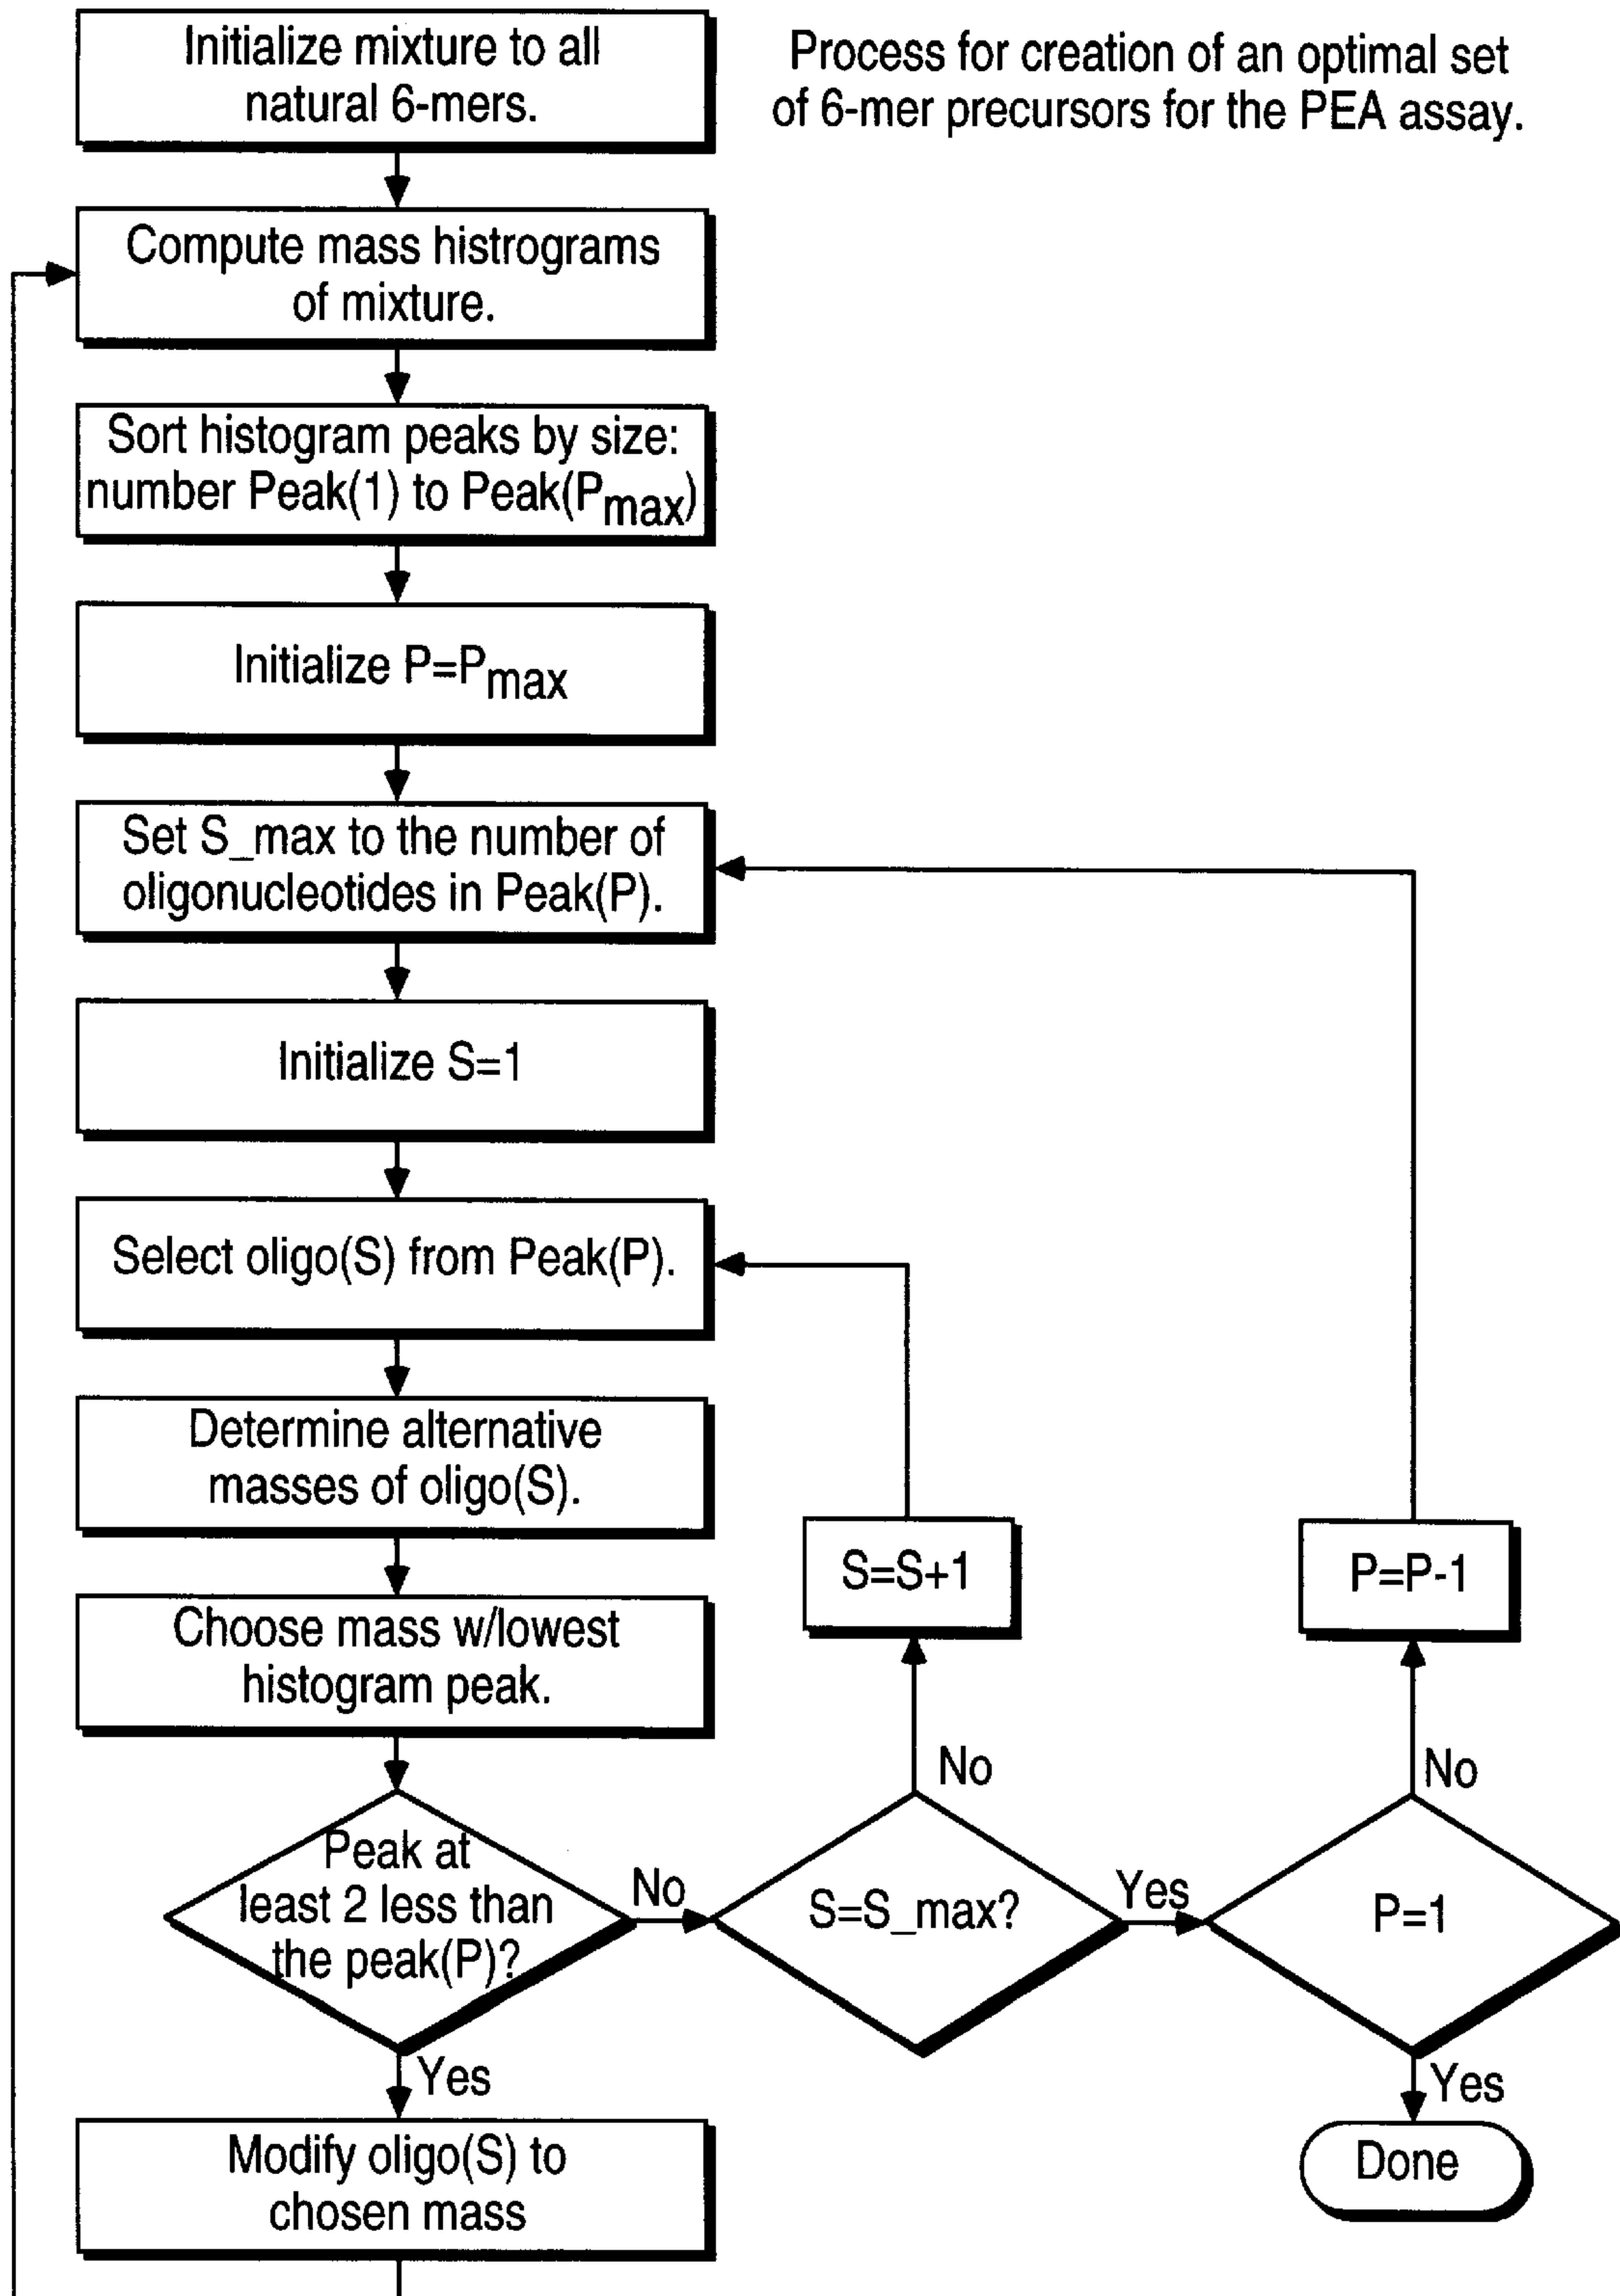 Initialize mixture to all
natural 6-mers.
Process for creation of an optimal set
of 6-mer precursors for the PEA assay.
Compute mass histrograms
of mixture.
Sort histogram peaks by size:
number Peak(1) to Peak(Pmax)
Initialize P=Pmax
Set S_max to the number of
oligonucleotides in Peak(P).
Initialize S=1
Select oligo(S) from Peak(P).
Determine alternative
masses of oligo(S).
S=S+1
P=P-1
Choose mass w/lowest
histogram peak.
No
No
Peak at
least 2 less than
the peak(P)?
No
S=S_max?
Yes
P=1
Yes
Yes
Modify oligo(S) to
chosen mass
Done